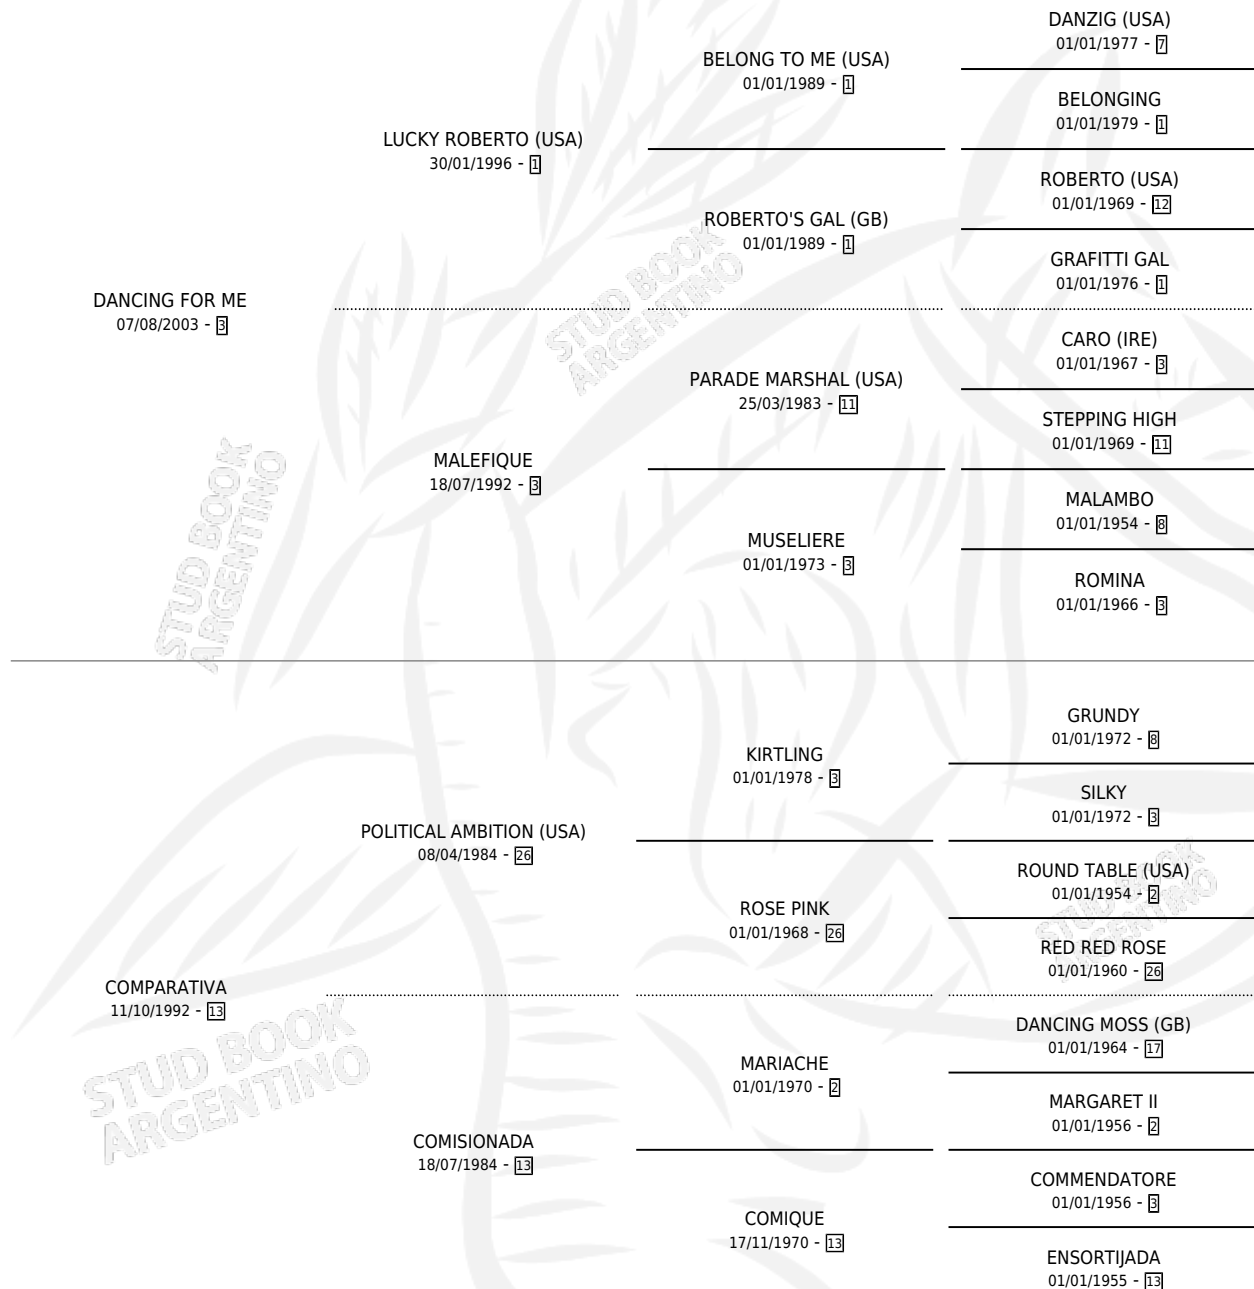 DANZIG (USA)
01/01/1977 - 7
BELONG TO ME (USA)
01/01/1989 - 1
BELONGING
01/01/1979 - 1
LUCKY ROBERTO (USA)
30/01/1996 - 1
ROBERTO (USA)
01/01/1969 - 12
ROBERTO'S GAL (GB)
01/01/1989 - 1
GRAFITTI GAL
01/01/1976 - 1
DANCING FOR ME
07/08/2003 - 3
CARO (IRE)
01/01/1967 - 3
PARADE MARSHAL (USA)
25/03/1983 - 11
STEPPING HIGH
01/01/1969 - 11
MALEFIQUE
18/07/1992 - 3
MALAMBO
01/01/1954 - 8
MUSELIERE
01/01/1973 - 3
ROMINA
01/01/1966 - 3
GRUNDY
01/01/1972 - 8
KIRTLING
01/01/1978 - 3
SILKY
01/01/1972 - 3
POLITICAL AMBITION (USA)
08/04/1984 - 26
ROUND TABLE (USA)
01/01/1954 - 2
ROSE PINK
01/01/1968 - 26
RED RED ROSE
01/01/1960 - 26
COMPARATIVA
11/10/1992 - 13
DANCING MOSS (GB)
01/01/1964 - 17
MARIACHE
01/01/1970 - 2
MARGARET II
01/01/1956 - 2
COMISIONADA
18/07/1984 - 13
COMMENDATORE
01/01/1956 - 3
COMIQUE
17/11/1970 - 13
ENSORTIJADA
01/01/1955 - 13
STUD BOOK
ARGENTINO
STUD BOOK
ARGENTINO
STUD BOOK
ARGENTINO
STUD BOOK
ARGENTINO